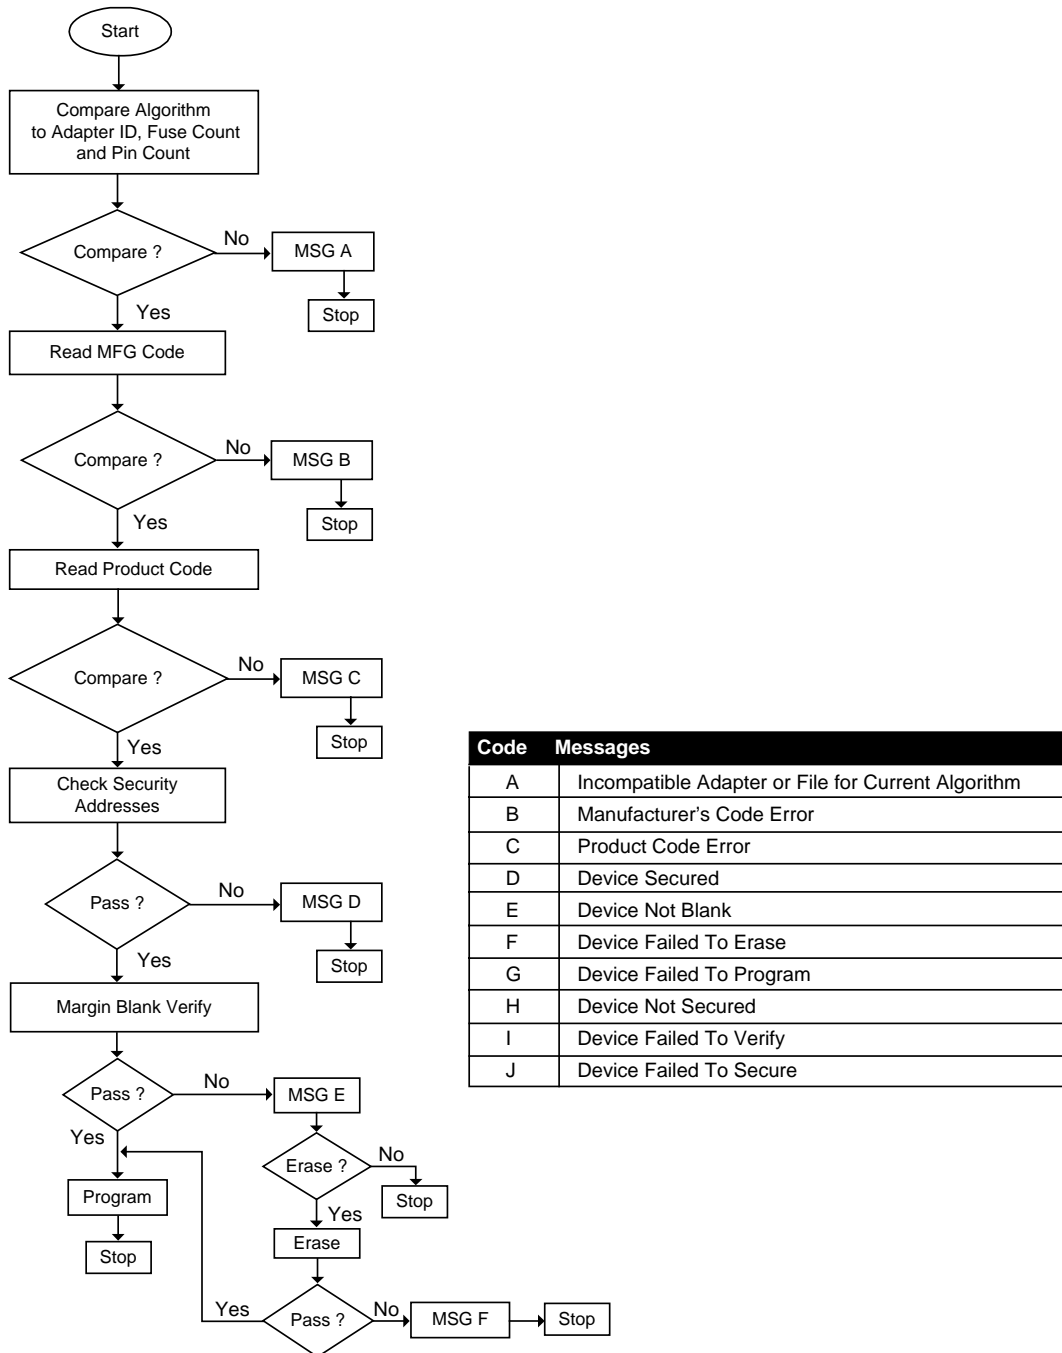 Start
Compare Algorithm
to Adapter ID, Fuse Count
and Pin Count
Compare ?
No
MSG A
Stop
Yes
Read MFG Code
Compare ?
No
MSG B
Stop
Yes
Read Product Code
Compare ?
No
MSG C
Stop
Yes
Check Security
Addresses
Pass ?
No
MSG D
Stop
Yes
Margin Blank Verify
Pass ?
No
MSG E
Yes
Erase ?
No
Stop
Program
Yes
Stop
Erase
Pass ?
Yes
No
MSG F
Stop
Code Messages
A Incompatible Adapter or File for Current Algorithm
B Manufacturer’s Code Error
C Product Code Error
D Device Secured
E Device Not Blank
F Device Failed To Erase
G Device Failed To Program
H Device Not Secured
I Device Failed To Verify
J Device Failed To Secure